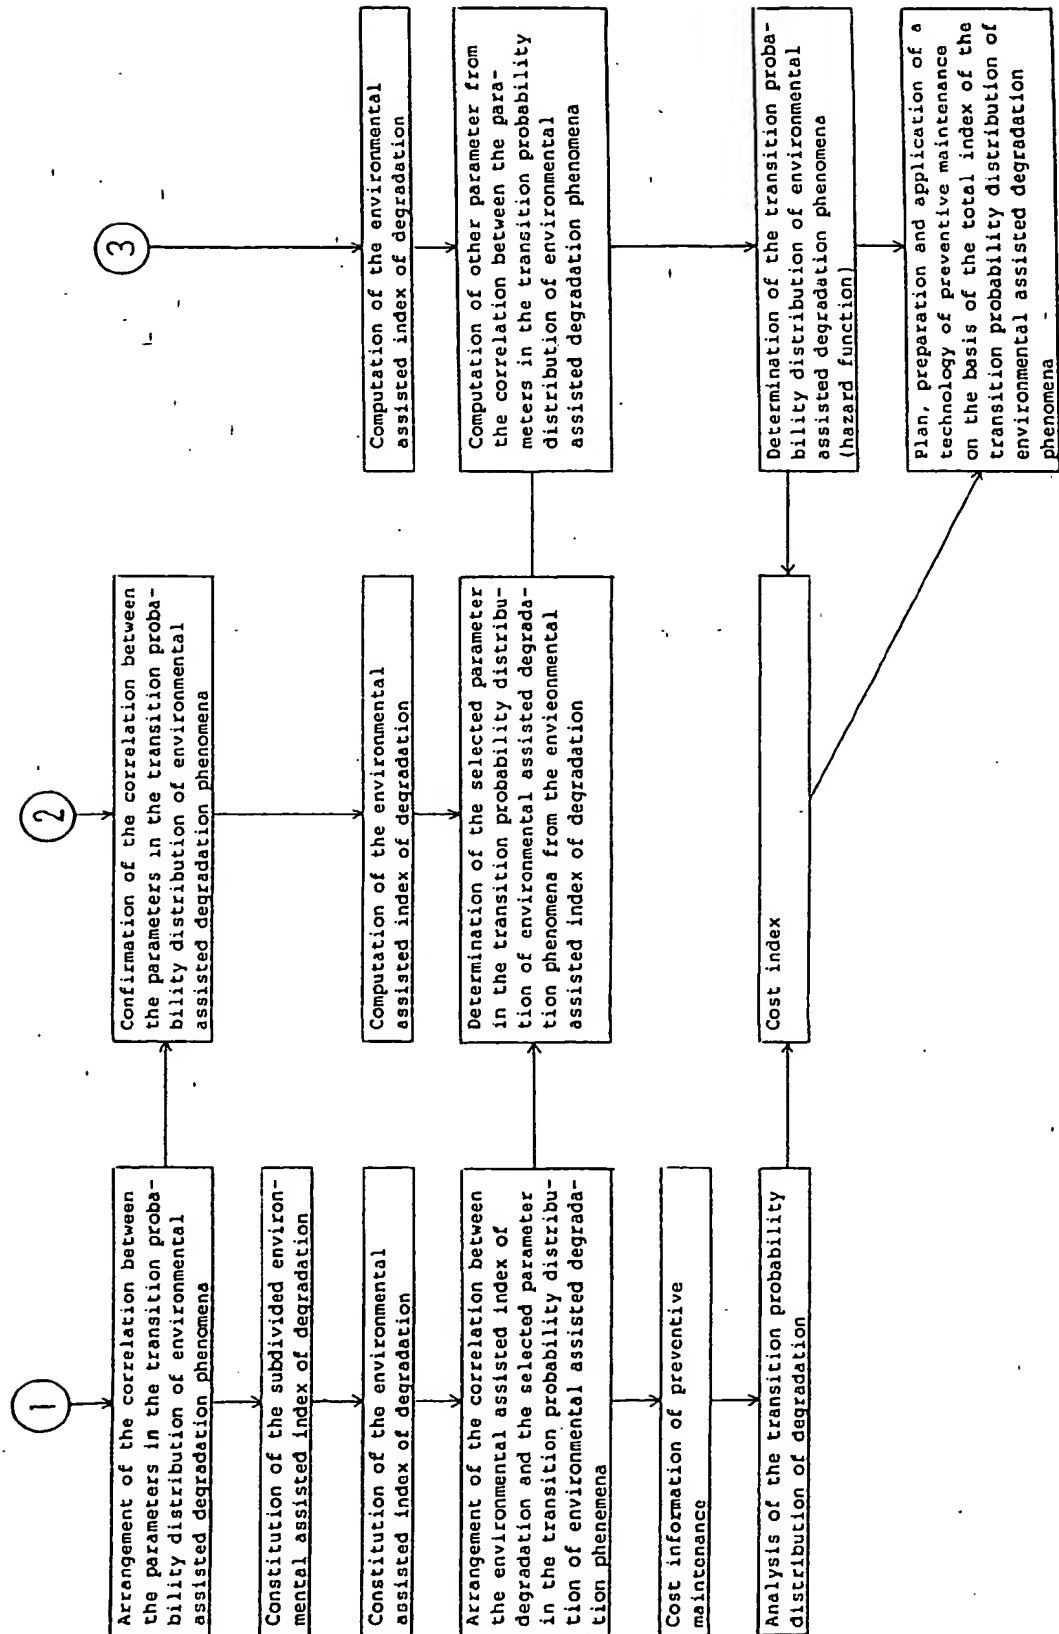 1
Arrangement of the correlation between
the parameters in the transition proba-
bility distribution of environmental
assisted degradation phenomena
Constitution of the subdivided environ-
mental assisted index of degradation
Constitution of the environmental
assisted index of degradation
Arrangement of the correlation between
the environmental assisted index of
degradation and the selected parameter
in the transition probability distribu-
tion of environmental assisted degrada-
tion phenemena
Cost information of preventive
maintenance
Analysis of the transition probability
distribution of degradation
2
Confirmation of the correlation between
the parameters in the transition proba-
bility distribution of environmental
assisted degradation phenomena
Computation of the environmental
assisted index of degradation
Determination of the selected parameter
in the transition probability distribu-
tion of environmental assisted degrada-
tion phenomena from the envieonmental
assisted index of degradation
Cost index
3
Computation of the environmental
assisted index of degradation
Computation of other parameter from
the correlation between the para-
meters in the transition probability
distribution of environmental
assisted degradation phenomena
Determination of the transition proba-
bility distribution of environmental
assisted degradation phenomena
(hazard function)
Plan, preparation and application of a
technology of preventive maintenance
on the basis of the total index of the
transition probability distribution of
environmental assisted degradation
phenomena